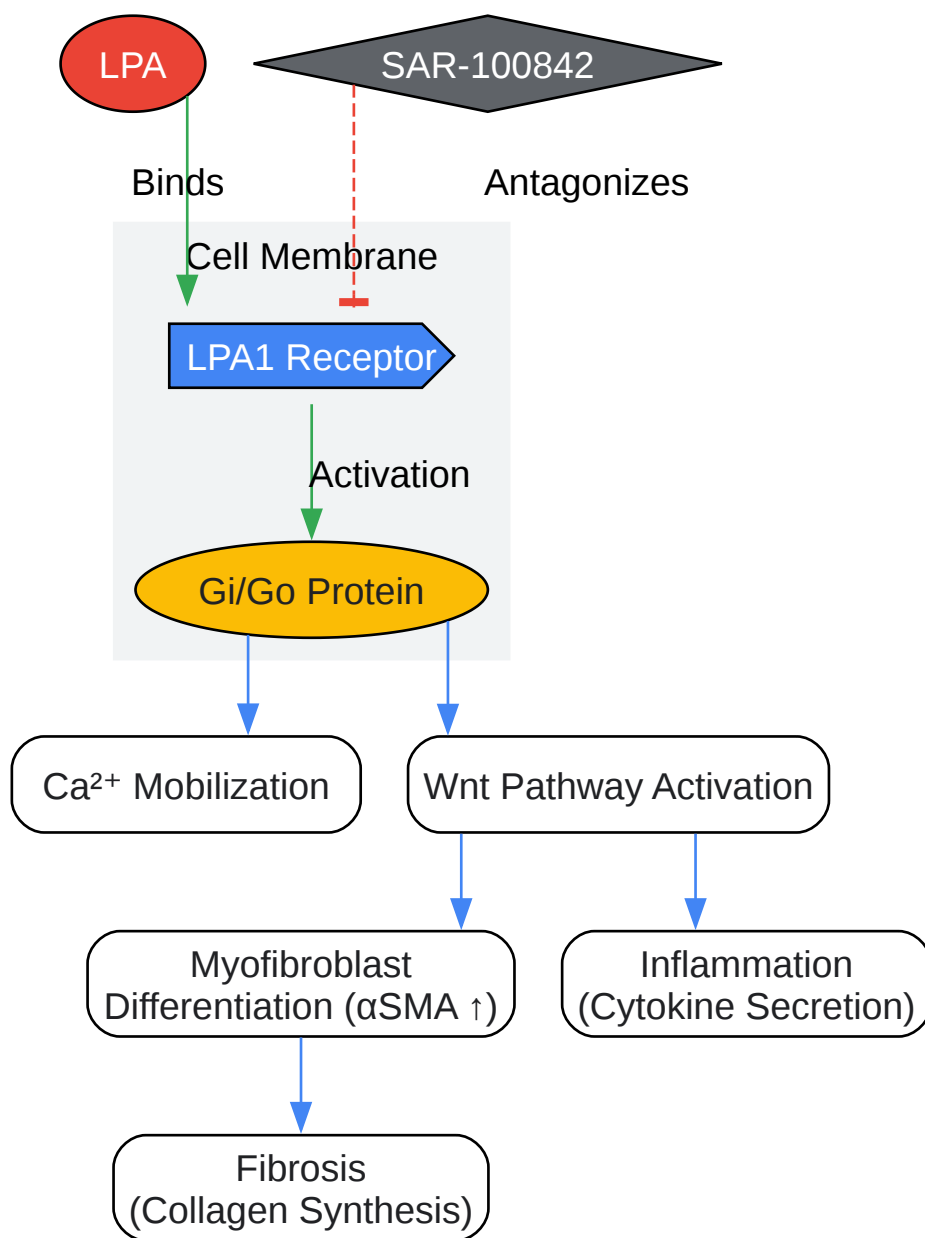 LPA
SAR-100842
Binds
Antagonizes
Cell Membrane
LPA1 Receptor
Activation
Gi/Go Protein
Ca²⁺ Mobilization
Wnt Pathway Activation
Myofibroblast
Differentiation (αSMA ↑)
Inflammation
(Cytokine Secretion)
Fibrosis
(Collagen Synthesis)